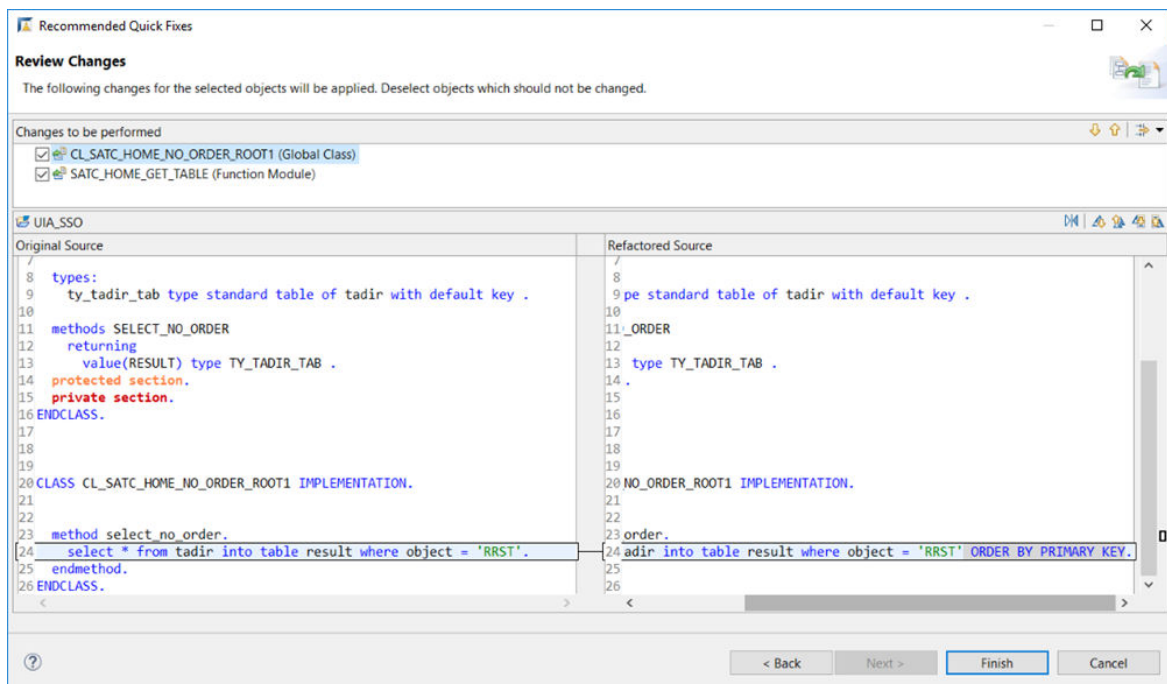 Recommended Quick Fixes
Review Changes
The following changes for the selected objects will be applied. Deselect objects which should not be changed.
Changes to be performed
CL_SATC_HOME_NO_ORDER_ROOT1 (Global Class)
SATC_HOME_GET_TABLE (Function Module)
UIA_SSO
Original Source
7
8 types:
9 ty_tadir_tab type standard table of tadir with default key .
10
11 methods SELECT_NO_ORDER
12 returning
13 value(RESULT) type TY_TADIR_TAB .
14 protected section.
15 private section.
16 ENDCLASS.
17
18
19
20 CLASS CL_SATC_HOME_NO_ORDER_ROOT1 IMPLEMENTATION.
21
22
23 method select_no_order.
24 select * from tadir into table result where object = 'RRST'.
25 endmethod.
26 ENDCLASS.
Refactored Source
7
8
9 pe standard table of tadir with default key .
10
11 _ORDER
12
13 type TY_TADIR_TAB .
14 .
15
16
17
18
19
20 NO_ORDER_ROOT1 IMPLEMENTATION.
21
22
23 order.
24 adir into table result where object = 'RRST' ORDER BY PRIMARY KEY.
25
26
< Back
Next >
Finish
Cancel